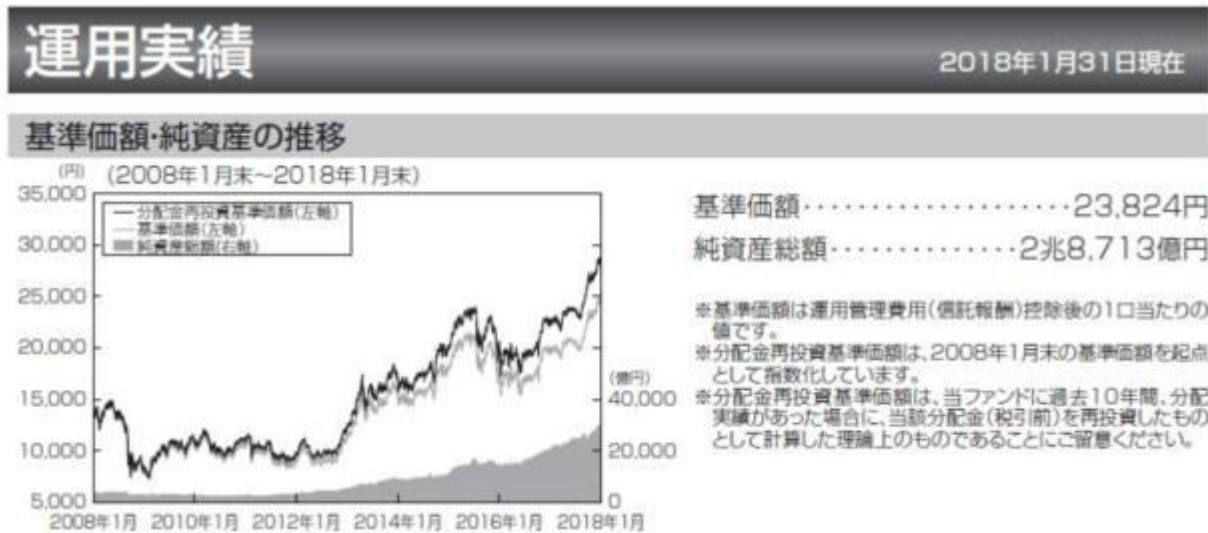 運用実績
2018年1月31日現在
基準価額・純資産の推移
(円) (2008年1月末～2018年1月末)
35,000
30,000
25,000
20,000
15,000
10,000
5,000
分配金再投資基準価額(左軸)
基準価額(左軸)
純資産総額(右軸)
(億円)
40,000
20,000
0
2008年1月 2010年1月 2012年1月 2014年1月 2016年1月 2018年1月
基準価額・・・・・・・・・・・・・・・・・・・・23,824円
純資産総額・・・・・・・・・・・・・・2兆8,713億円
※基準価額は運用管理費用(信託報酬)控除後の1口当たりの
値です。
※分配金再投資基準価額は、2008年1月末の基準価額を起点
として指数化しています。
※分配金再投資基準価額は、当ファンドに過去10年間、分配
実績があった場合に、当該分配金(税引前)を再投資したもの
として計算した理論上のものであることにご留意ください。